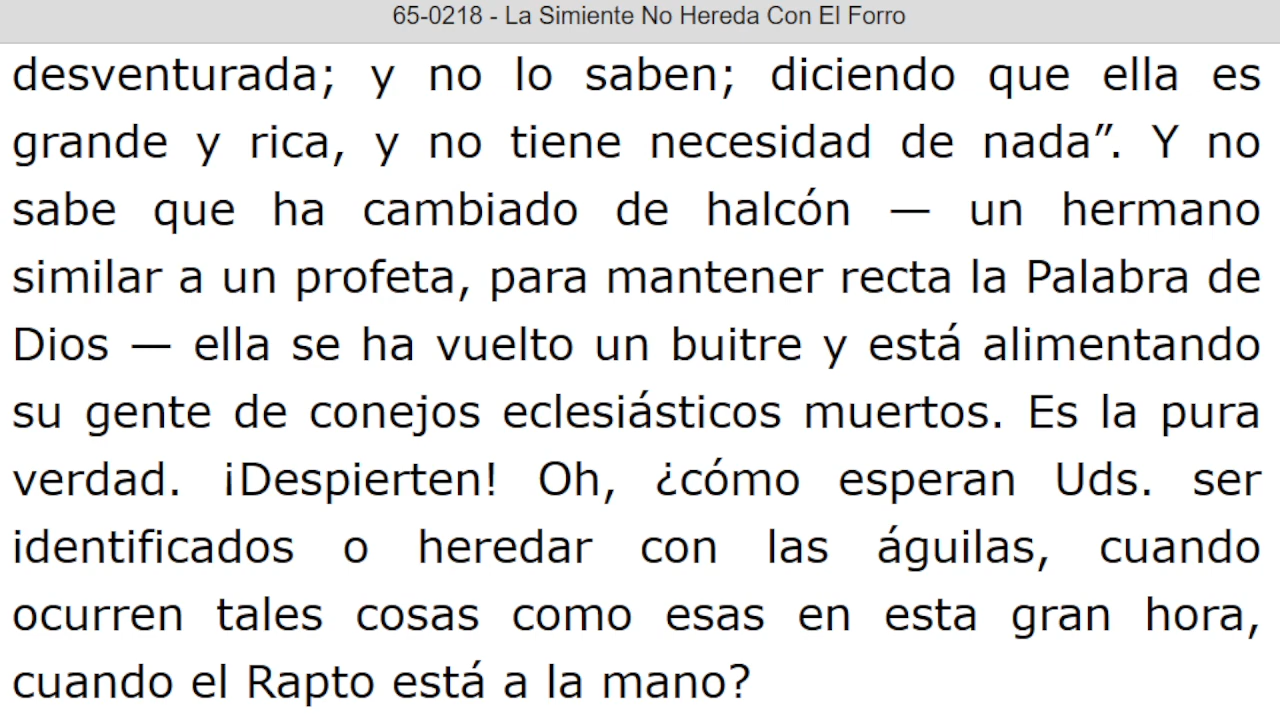 65-0218 - La Simiente No Hereda Con El Forro
desventurada; y no lo saben; diciendo que ella es
grande y rica, y no tiene necesidad de nada”. Y no
sabe que ha cambiado de halcón — un hermano
similar a un profeta, para mantener recta la Palabra de
Dios — ella se ha vuelto un buitre y está alimentando
su gente de conejos eclesiásticos muertos. Es la pura
verdad. ¡Despierten! Oh, ¿cómo esperan Uds. ser
identificados o heredar con las águilas, cuando
ocurren tales cosas como esas en esta gran hora,
cuando el Rapto está a la mano?